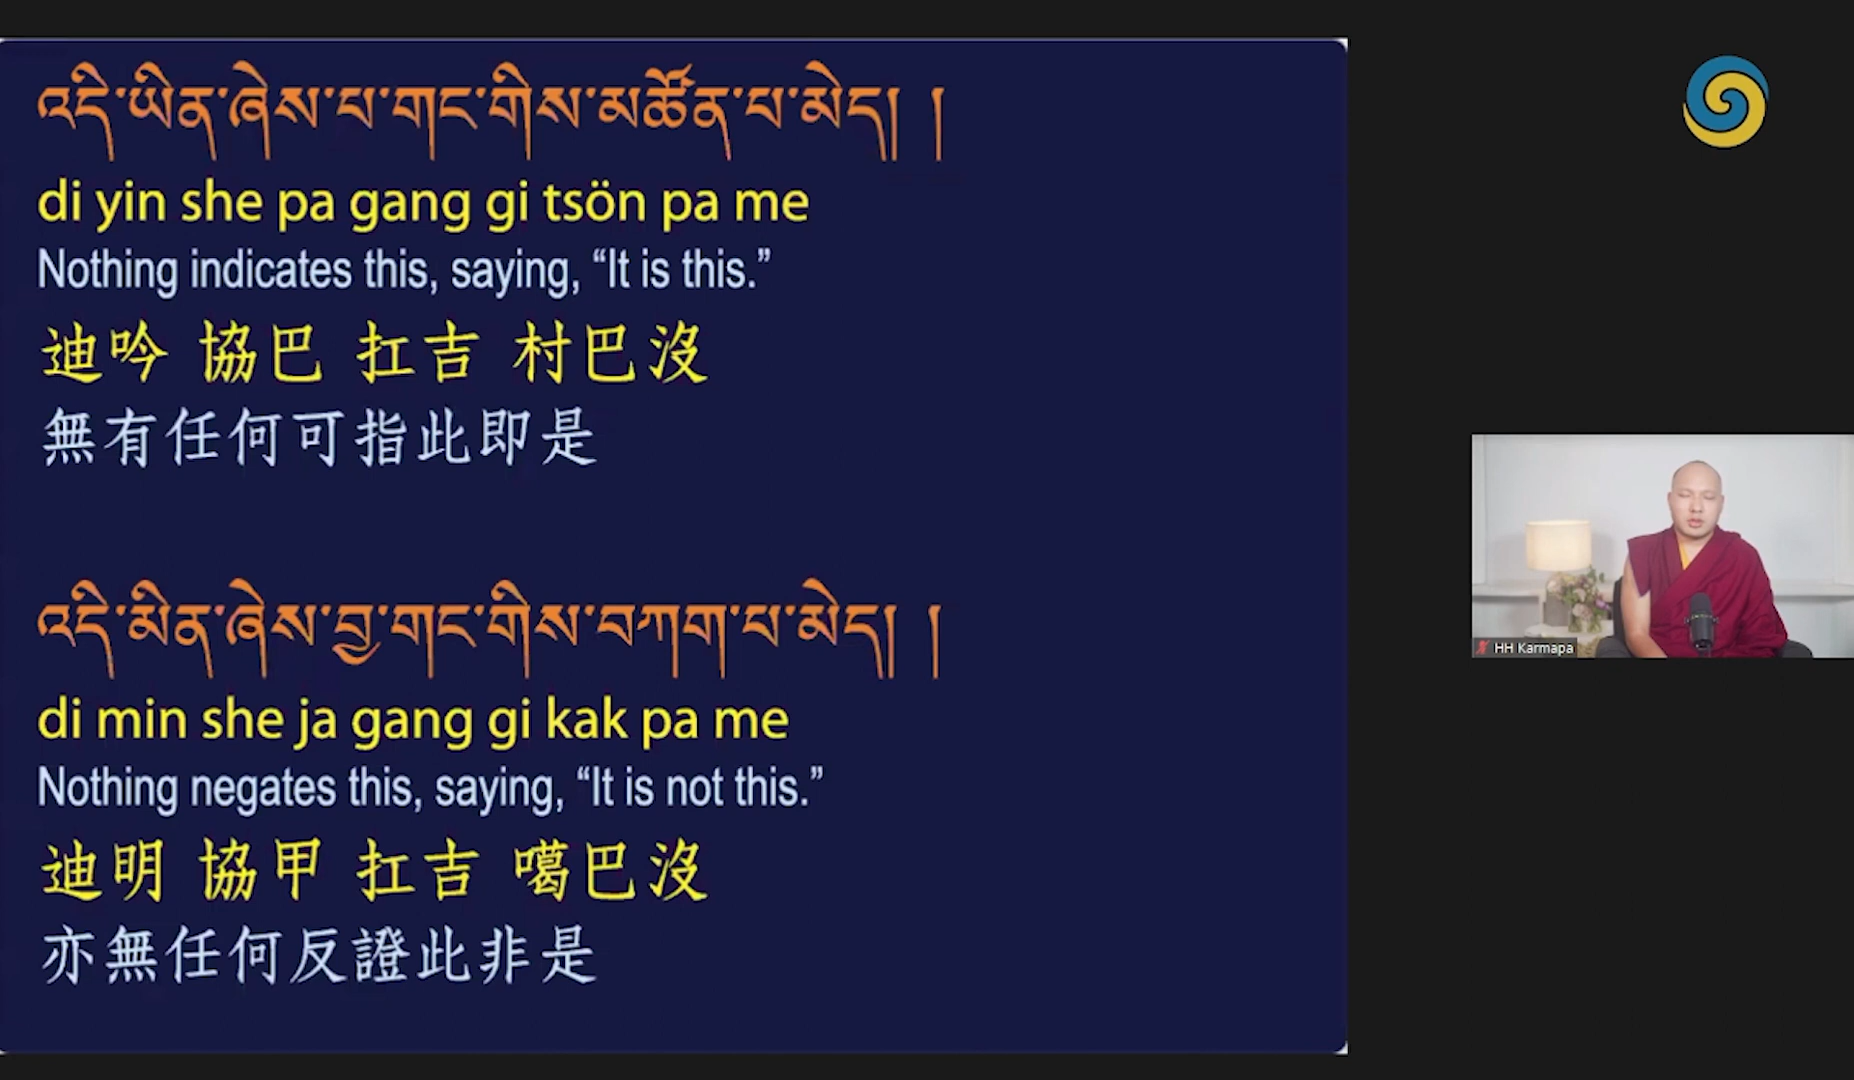 འདི་ཡིན་ཞེས་པ་གང་གིས་མཚོན་པ་མེད། །
di yin she pa gang gi tsön pa me
Nothing indicates this, saying, “It is this.”
迪吟 協巴 扛吉 村巴沒
無有任何可指此即是
འདི་མིན་ཞེས་བྱ་གང་གིས་བཀག་པ་མེད། །
di min she ja gang gi kak pa me
Nothing negates this, saying, “It is not this.”
迪明 協甲 扛吉 噶巴沒
亦無任何反證此非是
HH Karmapa